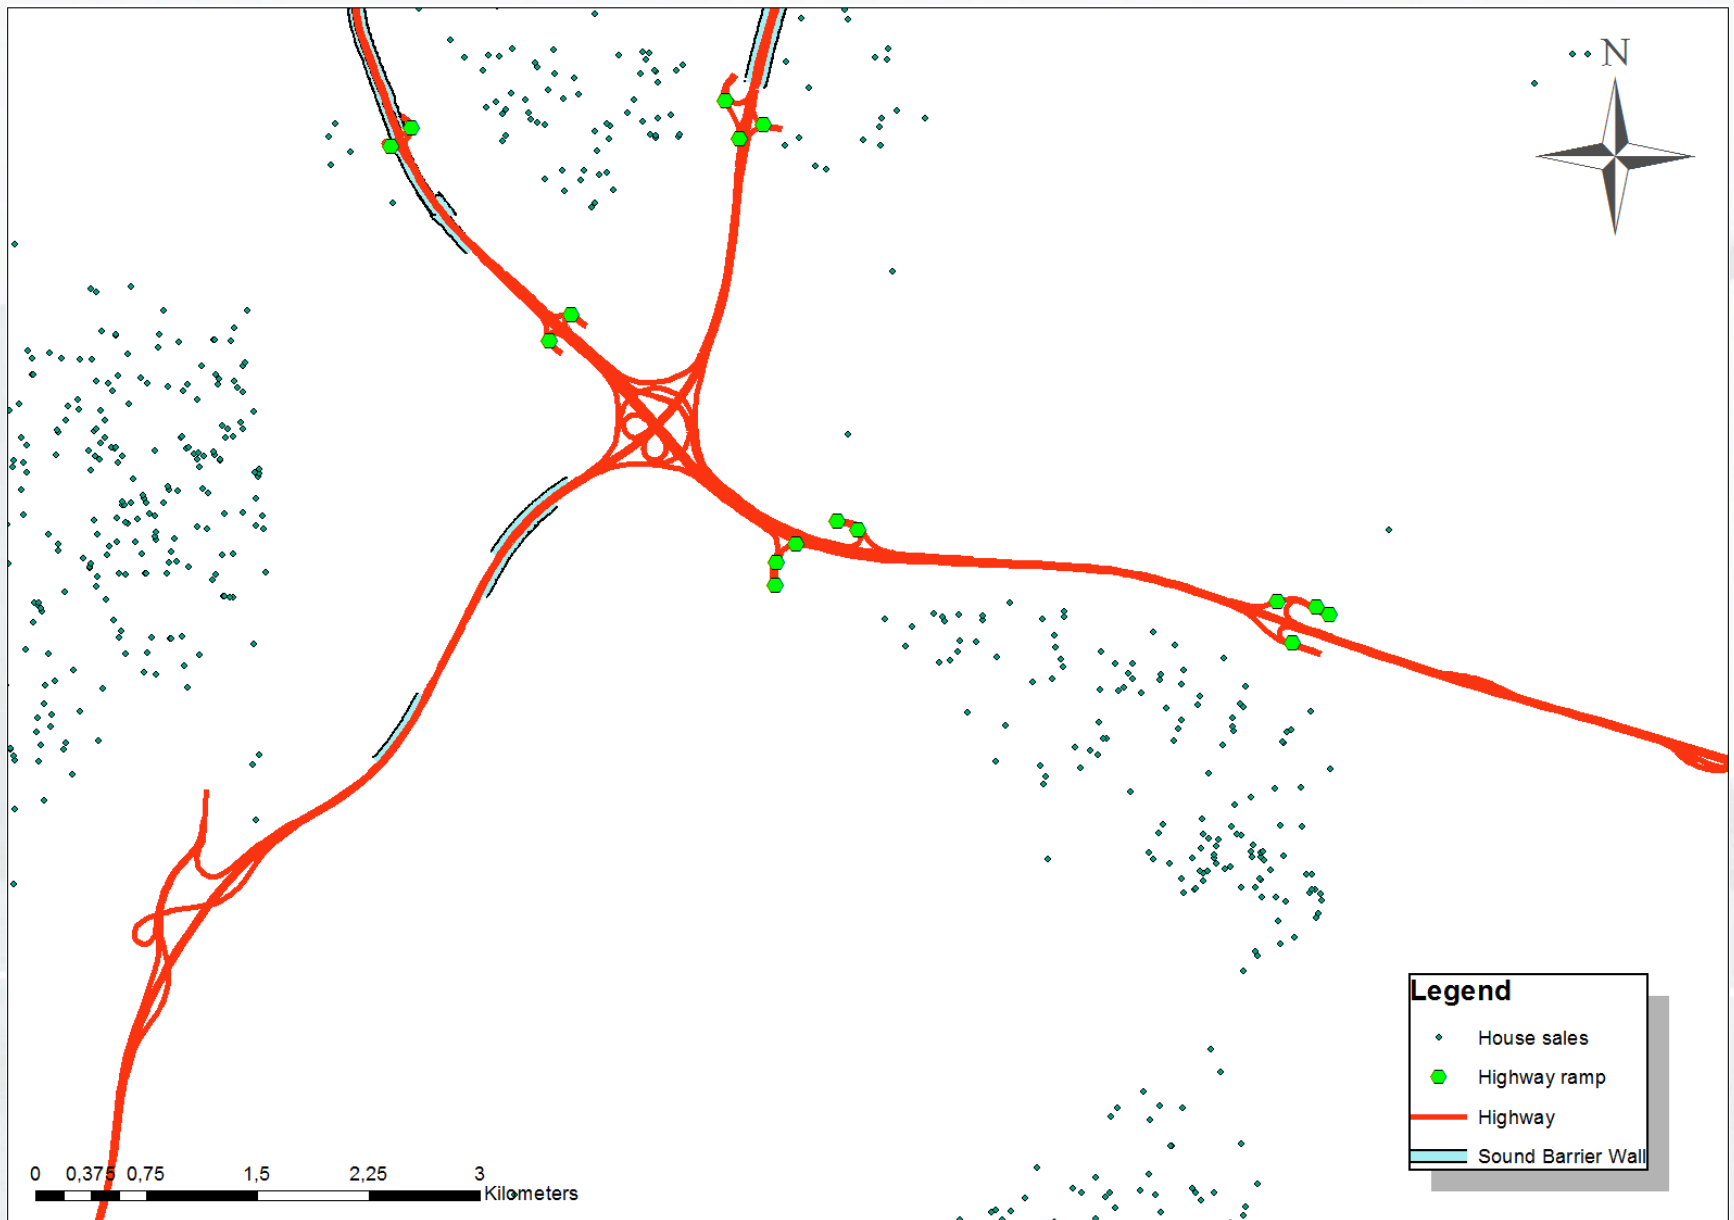 N
Legend
House sales
Highway ramp
Highway
Sound Barrier Wall
0 0,375 0,75 1,5 2,25 3
Kilometers